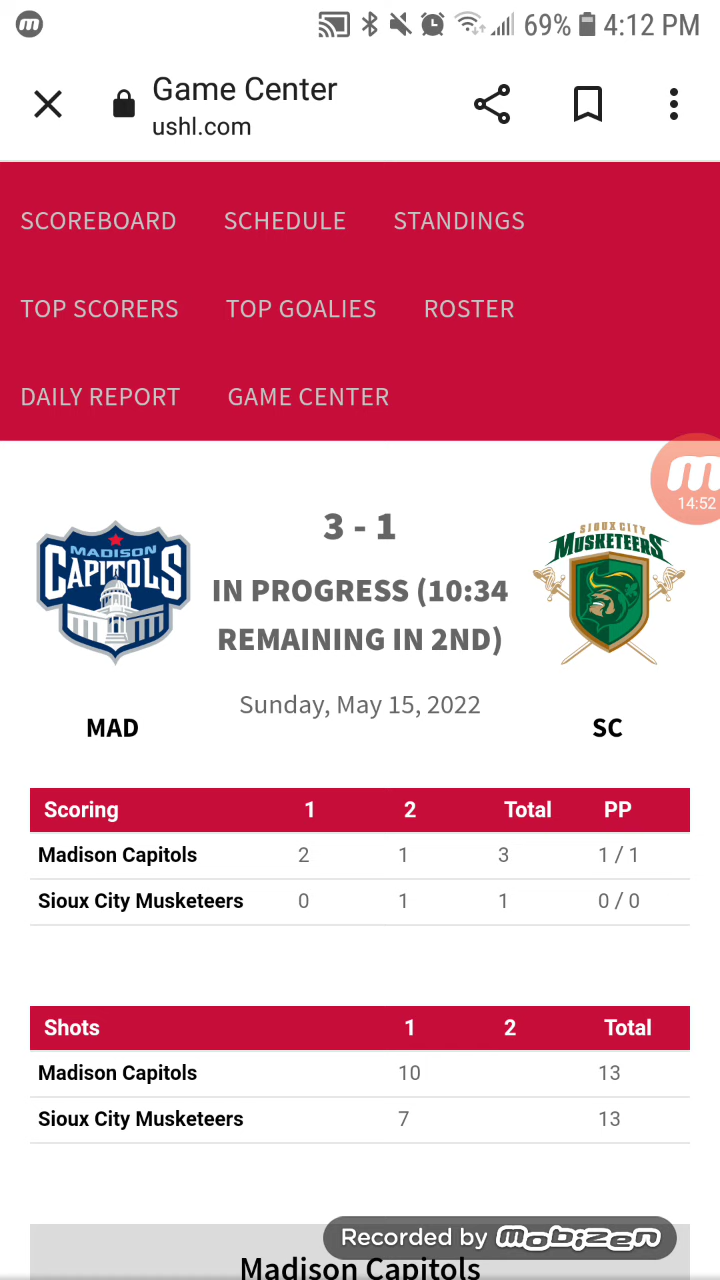 69% 4:12 PM
Game Center
ushl.com
SCOREBOARD SCHEDULE STANDINGS
TOP SCORERS TOP GOALIES ROSTER
DAILY REPORT GAME CENTER
14:52
3 - 1
MADISON
CAPITOLS
SIOUX CITY
MUSKETEERS
IN PROGRESS (10:34
REMAINING IN 2ND)
Sunday, May 15, 2022
MAD SC
Scoring 1 2 Total PP
Madison Capitols 2 1 3 1 / 1
Sioux City Musketeers 0 1 1 0 / 0
Shots 1 2 Total
Madison Capitols 10 13
Sioux City Musketeers 7 13
Recorded by mobizen
Madison Capitols